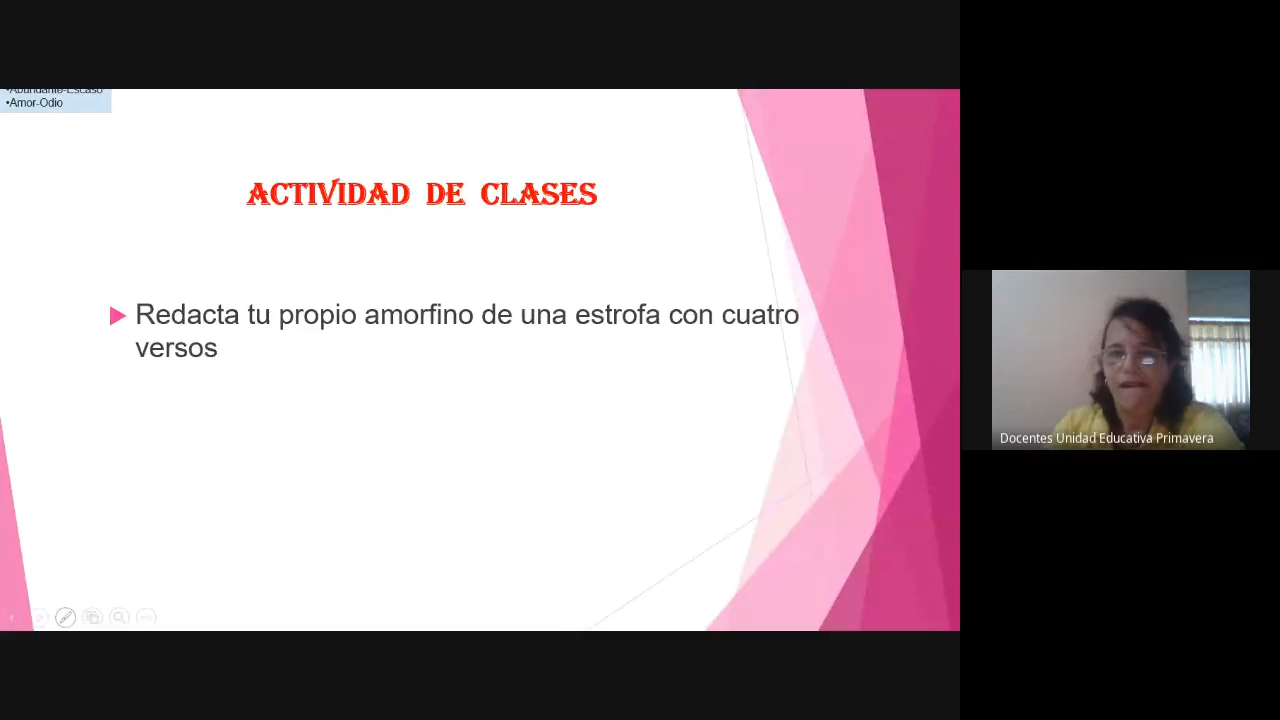 •Abundante-Escaso
•Amor-Odio
ACTIVIDAD DE CLASES
Redacta tu propio amorfino de una estrofa con cuatro
versos
Docentes Unidad Educativa Primavera